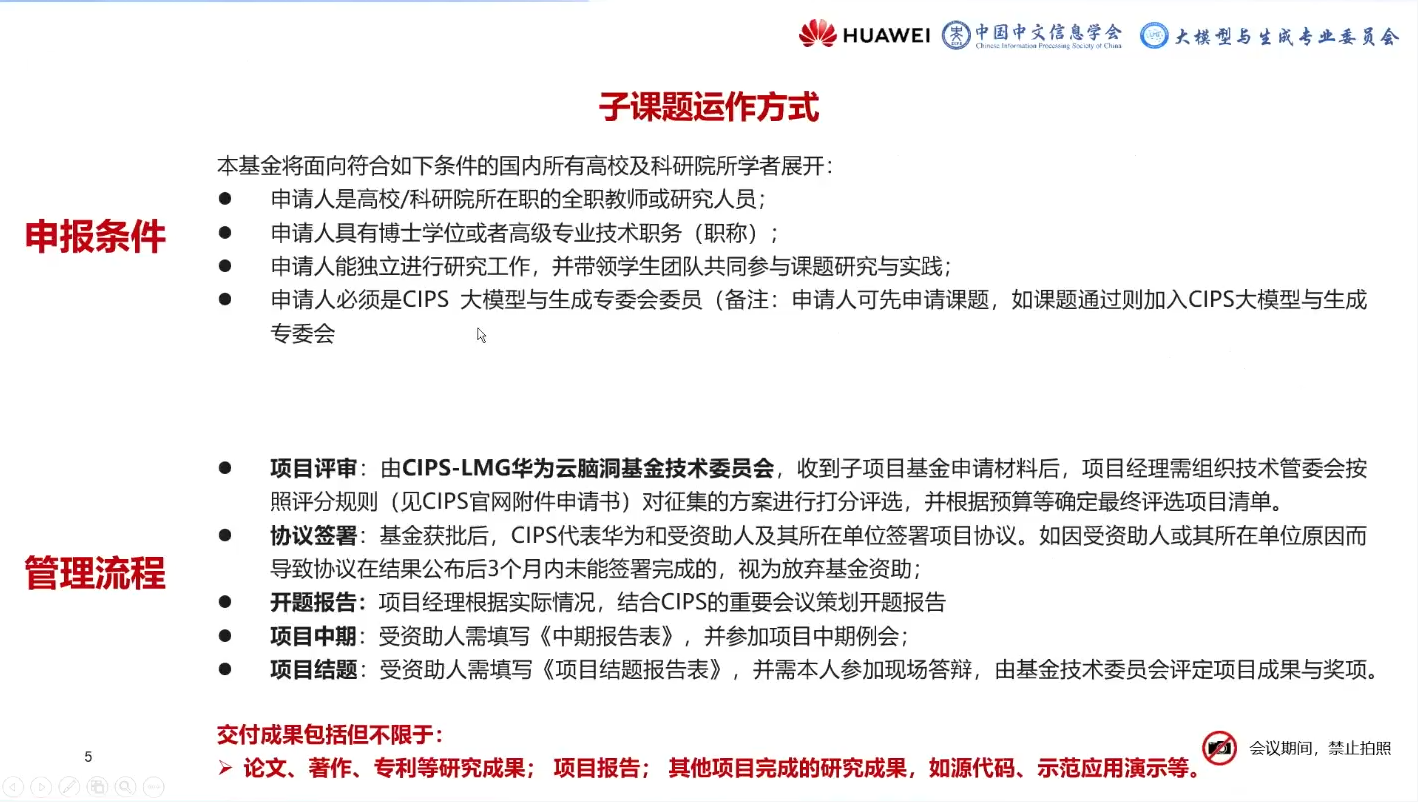 HUAWEI 中国中文信息学会 大模型与生成专业委员会
Chinese Information Processing Society of China
子课题运作方式
申报条件
本基金将面向符合如下条件的国内所有高校及科研院所学者展开：
● 申请人是高校/科研院所在职的全职教师或研究人员；
● 申请人具有博士学位或者高级专业技术职务（职称）；
● 申请人能独立进行研究工作，并带领学生团队共同参与课题研究与实践；
● 申请人必须是CIPS 大模型与生成专委会委员（备注：申请人可先申请课题，如课题通过则加入CIPS大模型与生成
专委会
管理流程
● 项目评审：由CIPS-LMG华为云脑洞基金技术委员会，收到子项目基金申请材料后，项目经理需组织技术管委会按
照评分规则（见CIPS官网附件申请书）对征集的方案进行打分评选，并根据预算等确定最终评选项目清单。
● 协议签署：基金获批后，CIPS代表华为和受资助人及其所在单位签署项目协议。如因受资助人或其所在单位原因而
导致协议在结果公布后3个月内未能签署完成的，视为放弃基金资助；
● 开题报告：项目经理根据实际情况，结合CIPS的重要会议策划开题报告
● 项目中期：受资助人需填写《中期报告表》，并参加项目中期例会；
● 项目结题：受资助人需填写《项目结题报告表》，并需本人参加现场答辩，由基金技术委员会评定项目成果与奖项。
交付成果包括但不限于：
➢ 论文、著作、专利等研究成果； 项目报告； 其他项目完成的研究成果，如源代码、示范应用演示等。
会议期间，禁止拍照
5